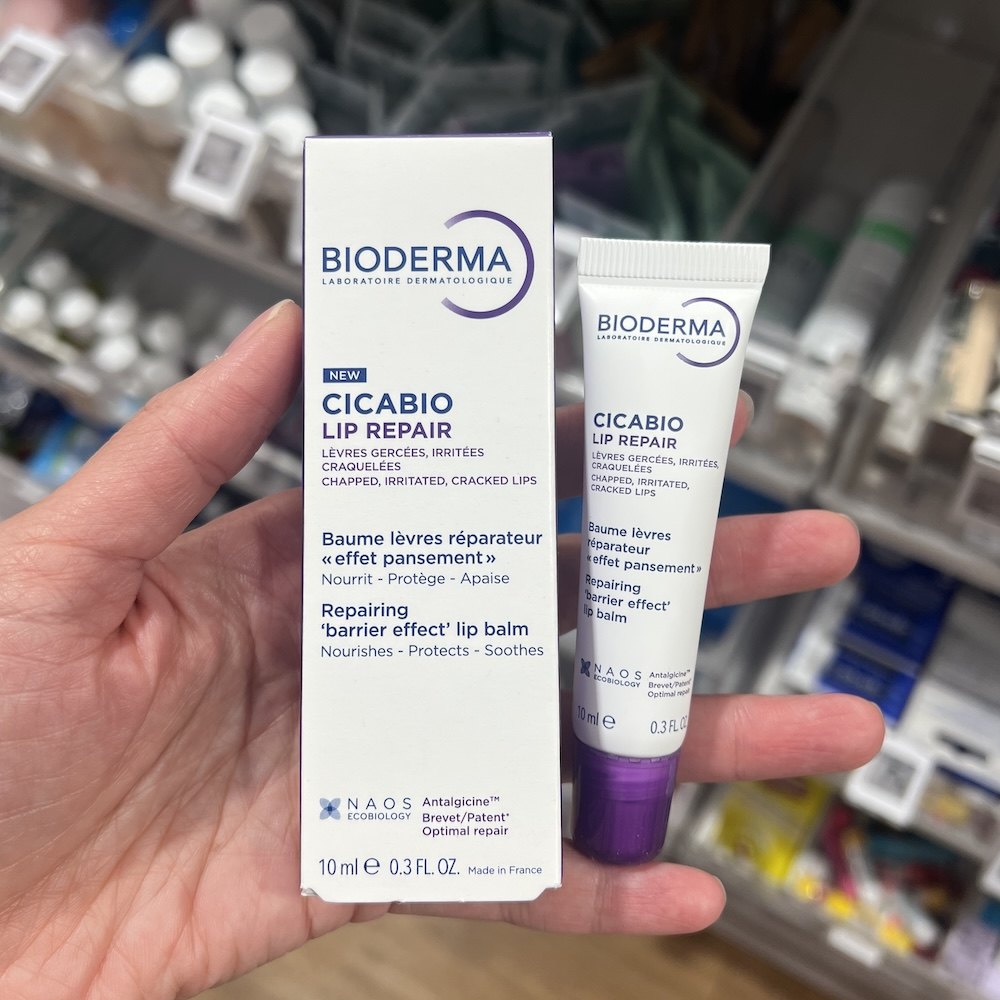 BIODERMA
LABORATOIRE DERMATOLOGIQUE
NEW
CICABIO
LIP REPAIR
LÈVRES GERCÉES, IRRITÉES
CRAQUELÉES
CHAPPED, IRRITATED, CRACKED LIPS
Baume lèvres réparateur
«effet pansement»
Nourrit - Protège - Apaise
Repairing
'barrier effect' lip balm
Nourishes - Protects - Soothes
NAOS
ECOBIOLOGY
Antalgicine™
Brevet/Patent*
Optimal repair
10 ml ℮ 0.3 FL. OZ. Made in France
BIODERMA
LABORATOIRE DERMATOLOGIQUE
CICABIO
LIP REPAIR
LÈVRES GERCÉES, IRRITÉES,
CRAQUELÉES
CHAPPED, IRRITATED,
CRACKED LIPS
Baume lèvres
réparateur
«effet pansement»
Repairing
'barrier effect'
lip balm
NAOS
ECOBIOLOGY
Antalgicine™
Brevet/Patent*
Optimal repair
10 ml ℮ 0.3 FL. OZ